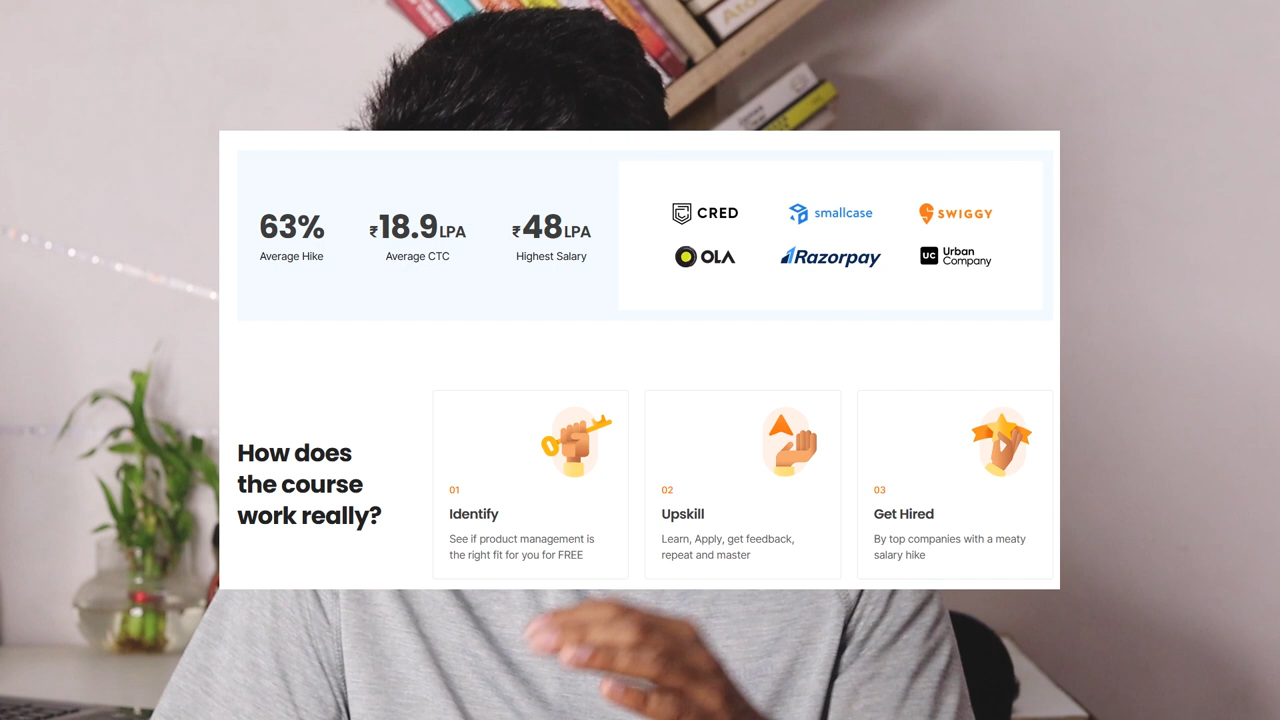 63%
Average Hike
₹18.9LPA
Average CTC
₹48LPA
Highest Salary
CRED
smallcase
SWIGGY
OLA
Razorpay
UC Urban
Company
How does
the course
work really?
01
Identify
See if product management is
the right fit for you for FREE
02
Upskill
Learn, Apply, get feedback,
repeat and master
03
Get Hired
By top companies with a meaty
salary hike